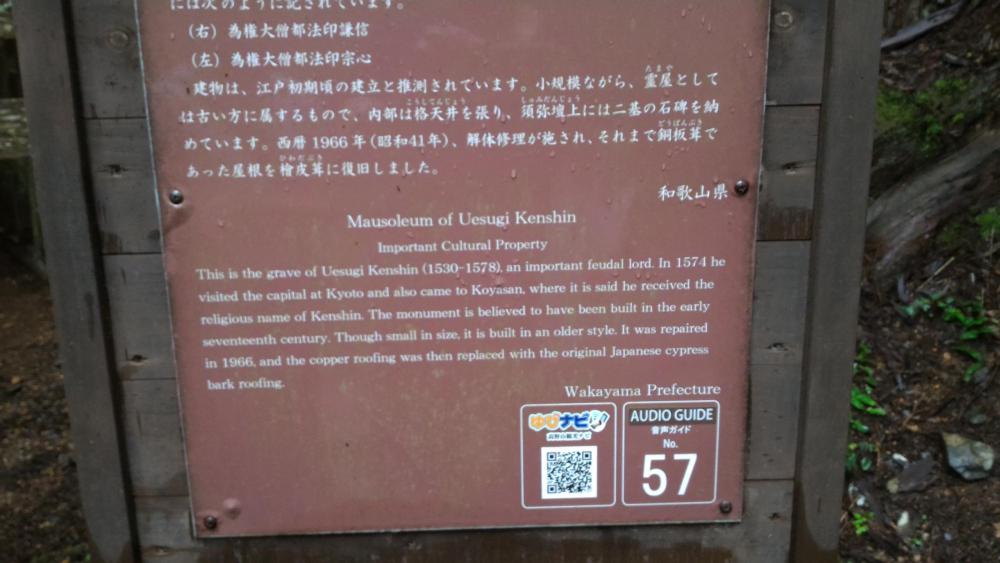 には次のように記されています。
（右）為権大僧都法印謙信
（左）為権大僧都法印宗心
建物は、江戸初期頃の建立と推測されています。小規模ながら、霊屋として
は古い方に属するもので、内部は格天井を張り、須弥壇上には二基の石碑を納
めています。西暦1966年(昭和41年)、解体修理が施され、それまで銅板葺で
あった屋根を檜皮葺に復旧しました。
和歌山県
Mausoleum of Uesugi Kenshin
Important Cultural Property
This is the grave of Uesugi Kenshin (1530-1578), an important feudal lord. In 1574 he
visited the capital at Kyoto and also came to Koyasan, where it is said he received the
religious name of Kenshin. The monument is believed to have been built in the early
seventeenth century. Though small in size, it is built in an older style. It was repaired
in 1966, and the copper roofing was then replaced with the original Japanese cypress
bark roofing.
Wakayama Prefecture
ゆびナビ
高野山観光ナビ
AUDIO GUIDE
音声ガイド
No.
57